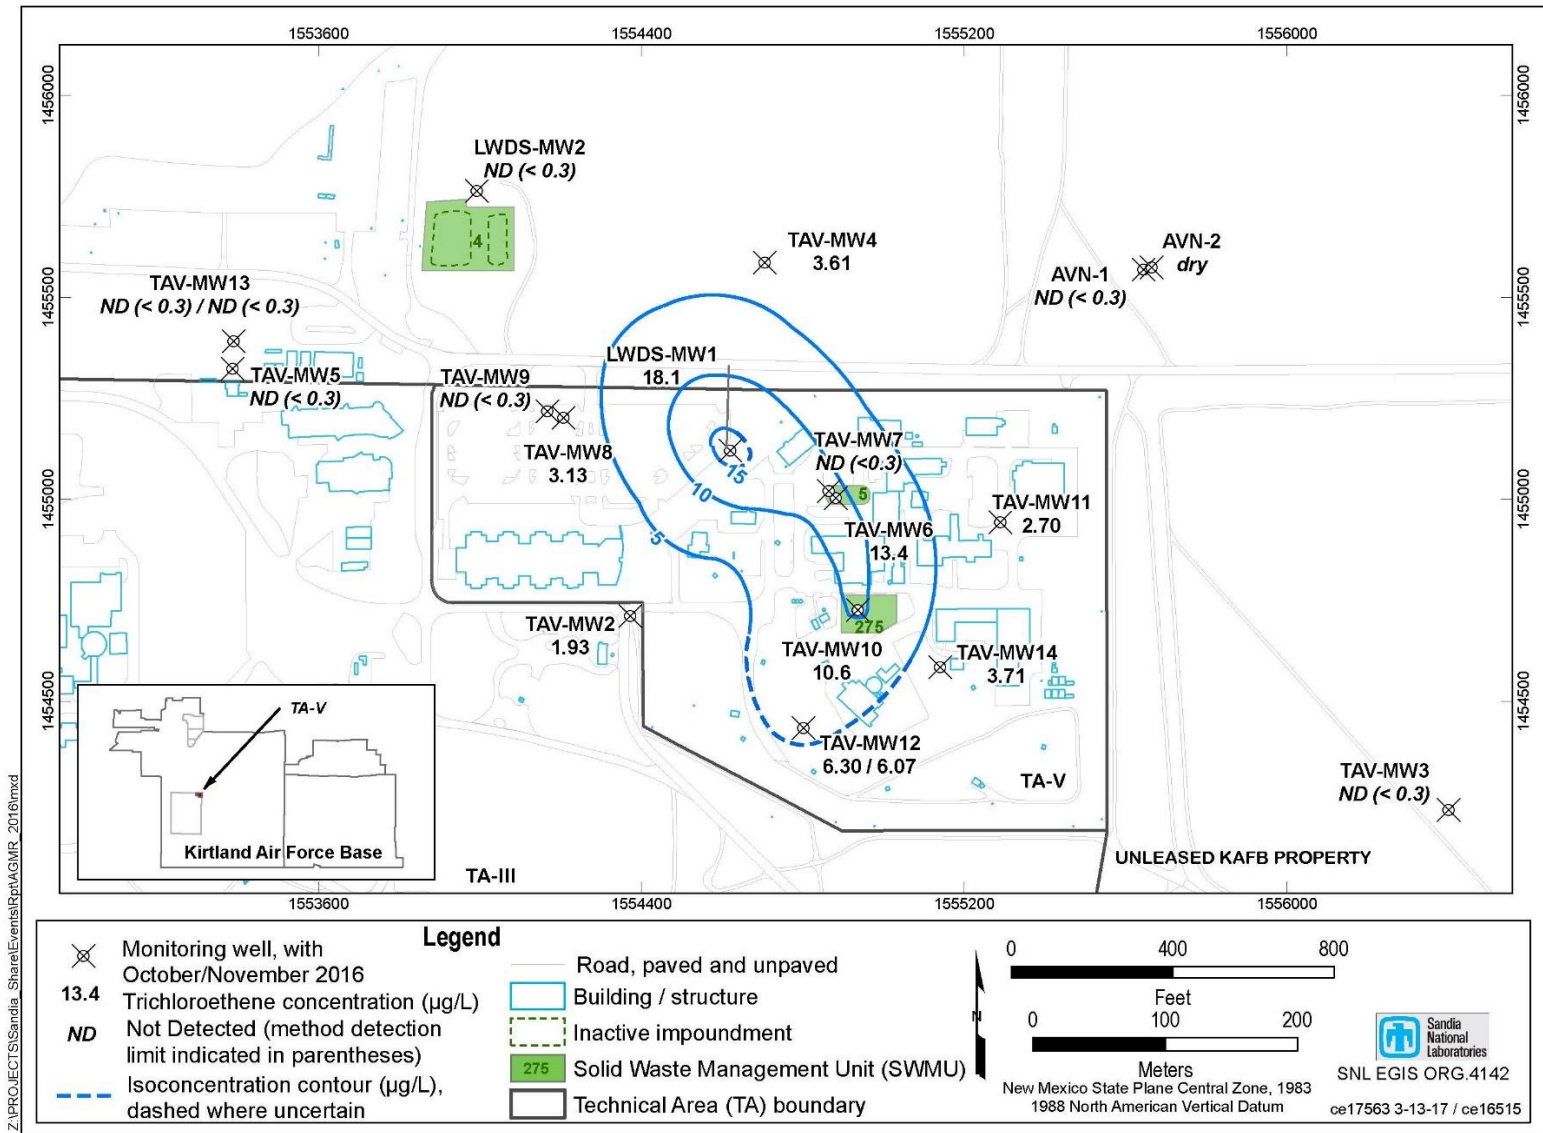 1553600
1554400
1555200
1556000
1456000
1456000
LWDS-MW2
ND (< 0.3)
4
TAV-MW4
3.61
AVN-2
dry
AVN-1
ND (< 0.3)
TAV-MW13
ND (< 0.3) / ND (< 0.3)
1455500
1455500
LWDS-MW1
18.1
TAV-MW5
ND (< 0.3)
TAV-MW9
ND (< 0.3)
TAV-MW8
3.13
TAV-MW7
ND (<0.3)
15
10
5
5
1455000
1455000
TAV-MW11
2.70
TAV-MW6
13.4
TAV-MW2
1.93
275
TAV-MW10
10.6
TAV-MW14
3.71
1454500
1454500
TA-V
TAV-MW12
6.30 / 6.07
TA-V
TAV-MW3
ND (< 0.3)
Kirtland Air Force Base
TA-III
UNLEASED KAFB PROPERTY
1553600
1554400
1555200
1556000
Z:\PROJECTS\Sandia_Share\Events\Rpt\AGMR_2016\mxd
Legend
Monitoring well, with
October/November 2016
13.4 Trichloroethene concentration (µg/L)
ND Not Detected (method detection
limit indicated in parentheses)
Isoconcentration contour (µg/L),
dashed where uncertain
Road, paved and unpaved
Building / structure
Inactive impoundment
275 Solid Waste Management Unit (SWMU)
Technical Area (TA) boundary
N
0 400 800
Feet
0 100 200
Meters
New Mexico State Plane Central Zone, 1983
1988 North American Vertical Datum
Sandia
National
Laboratories
SNL EGIS ORG.4142
ce17563 3-13-17 / ce16515